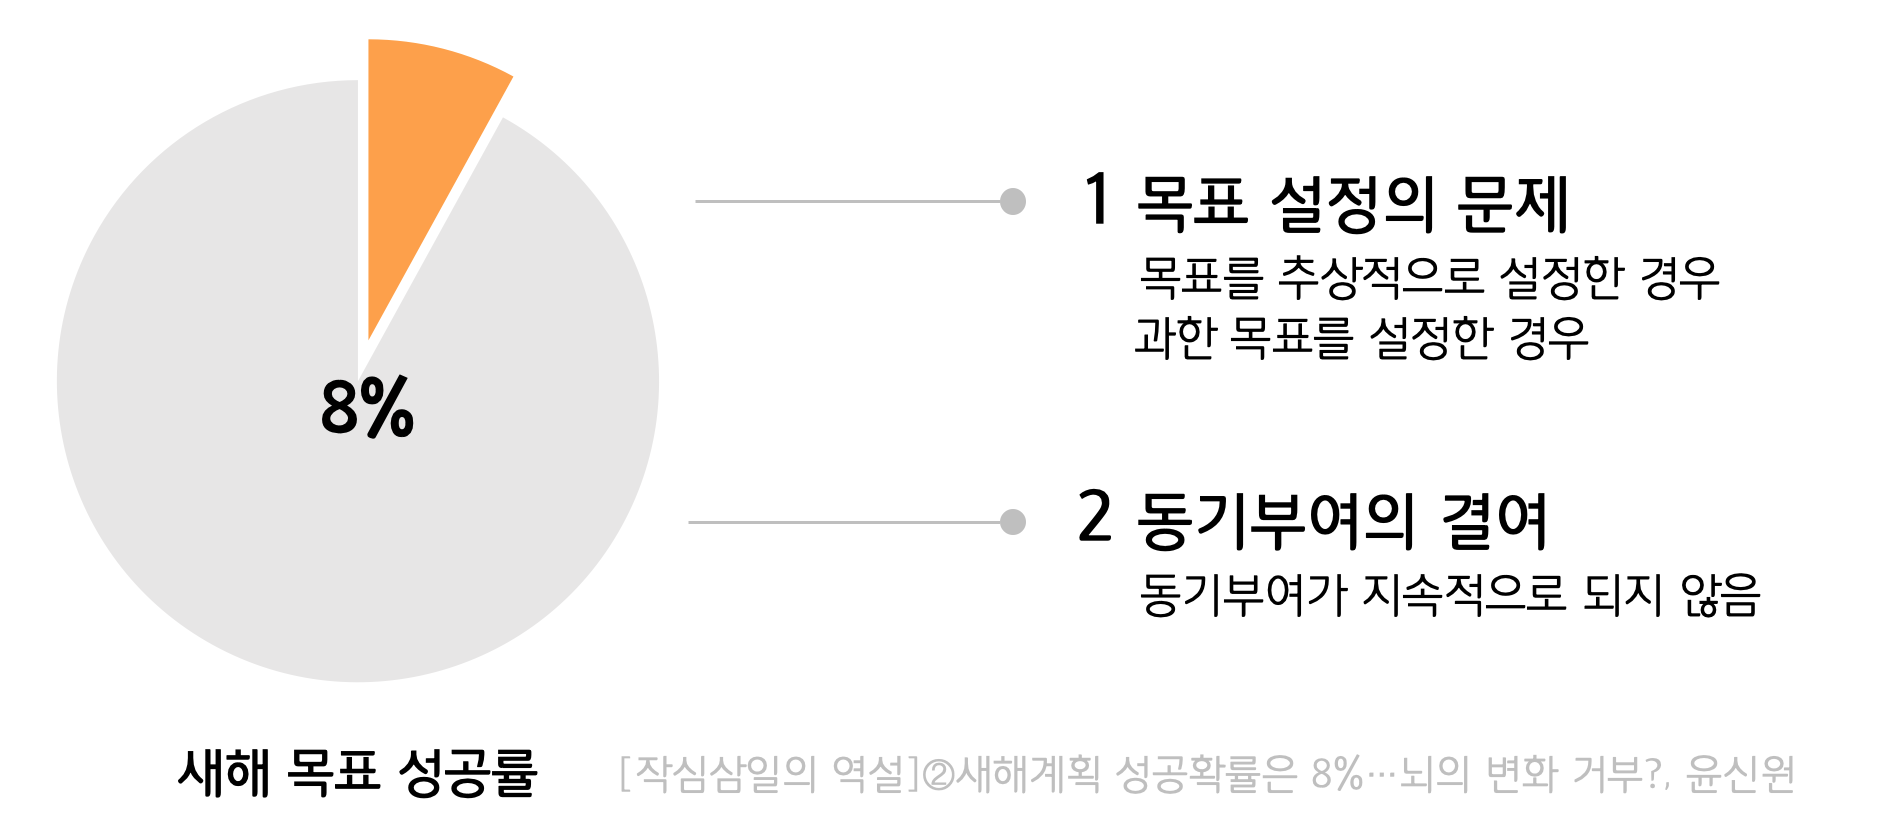 8%
새해 목표 성공률
1 목표 설정의 문제
목표를 추상적으로 설정한 경우
과한 목표를 설정한 경우
2 동기부여의 결여
동기부여가 지속적으로 되지 않음
[작심삼일의 역설]②새해계획 성공확률은 8%…뇌의 변화 거부?, 윤신원